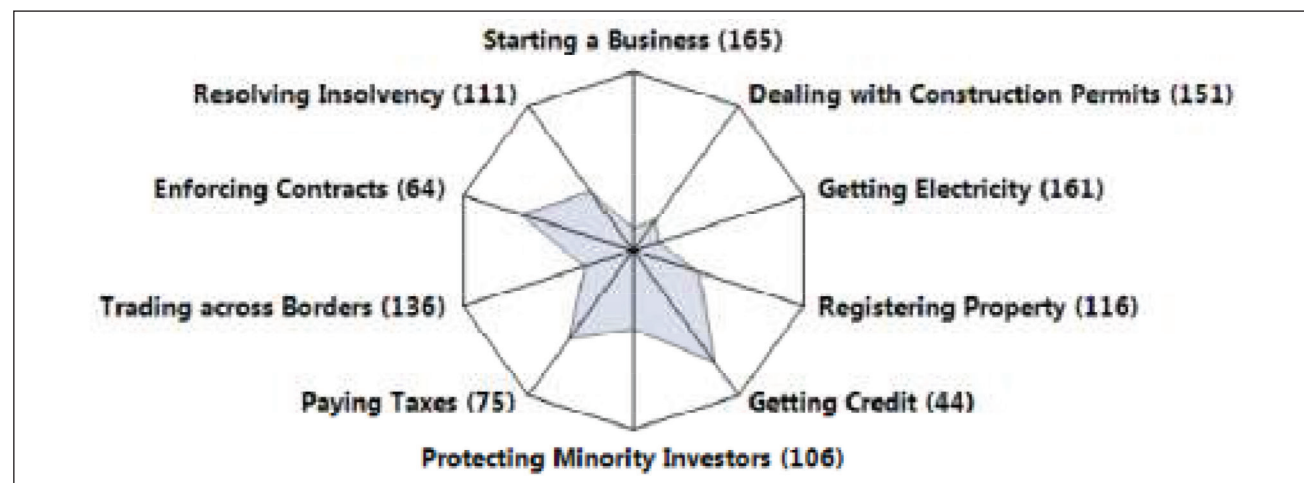 Starting a Business (165)
Resolving Insolvency (111)
Dealing with Construction Permits (151)
Enforcing Contracts (64)
Getting Electricity (161)
Trading across Borders (136)
Registering Property (116)
Paying Taxes (75)
Getting Credit (44)
Protecting Minority Investors (106)